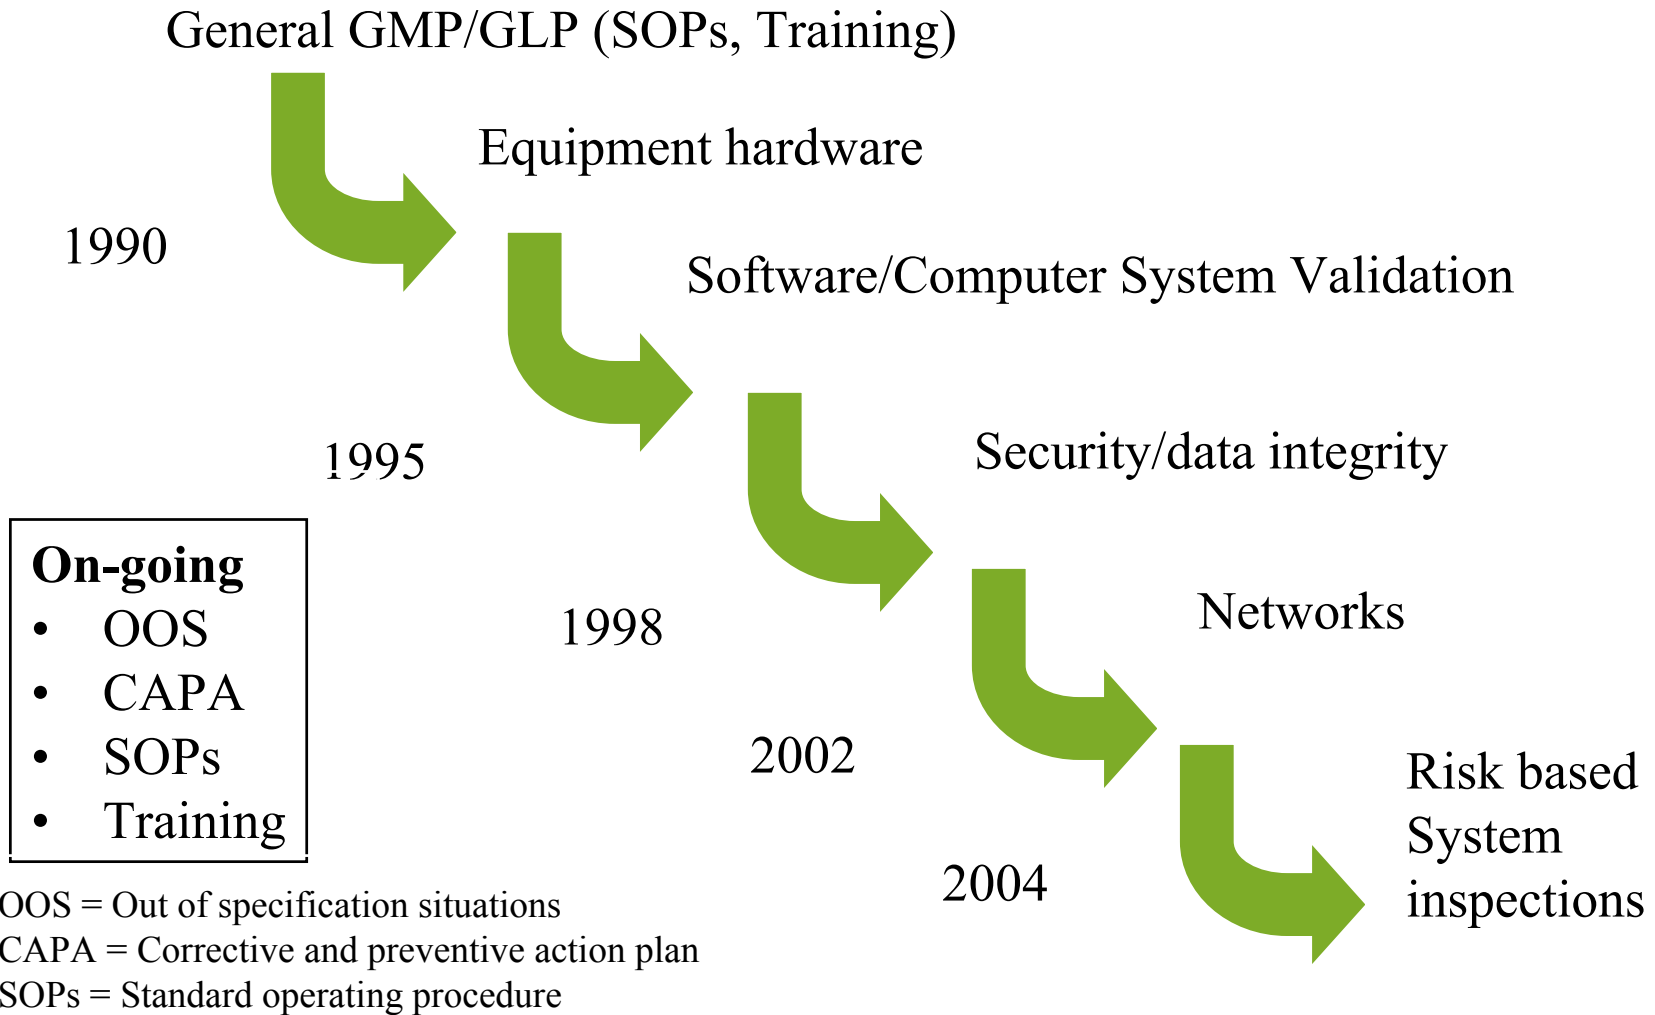 General GMP/GLP (SOPs, Training)
Equipment hardware
1990
Software/Computer System Validation
1995
Security/data integrity
On-going
• OOS
• CAPA
• SOPs
• Training
1998
Networks
2002
Risk based
System
inspections
2004
OOS = Out of specification situations
CAPA = Corrective and preventive action plan
SOPs = Standard operating procedure